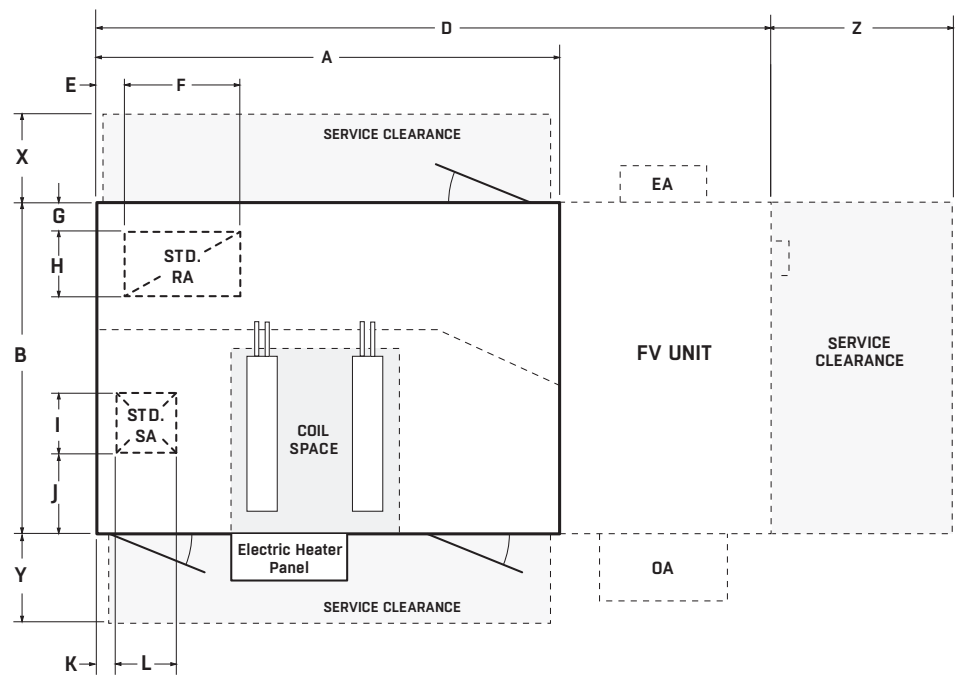 D
Z
A
E
F
SERVICE CLEARANCE
X
EA
G
STD.
RA
H
B
FV UNIT
SERVICE
CLEARANCE
I
STD.
SA
COIL
SPACE
J
Electric Heater
Panel
OA
Y
SERVICE CLEARANCE
K
L